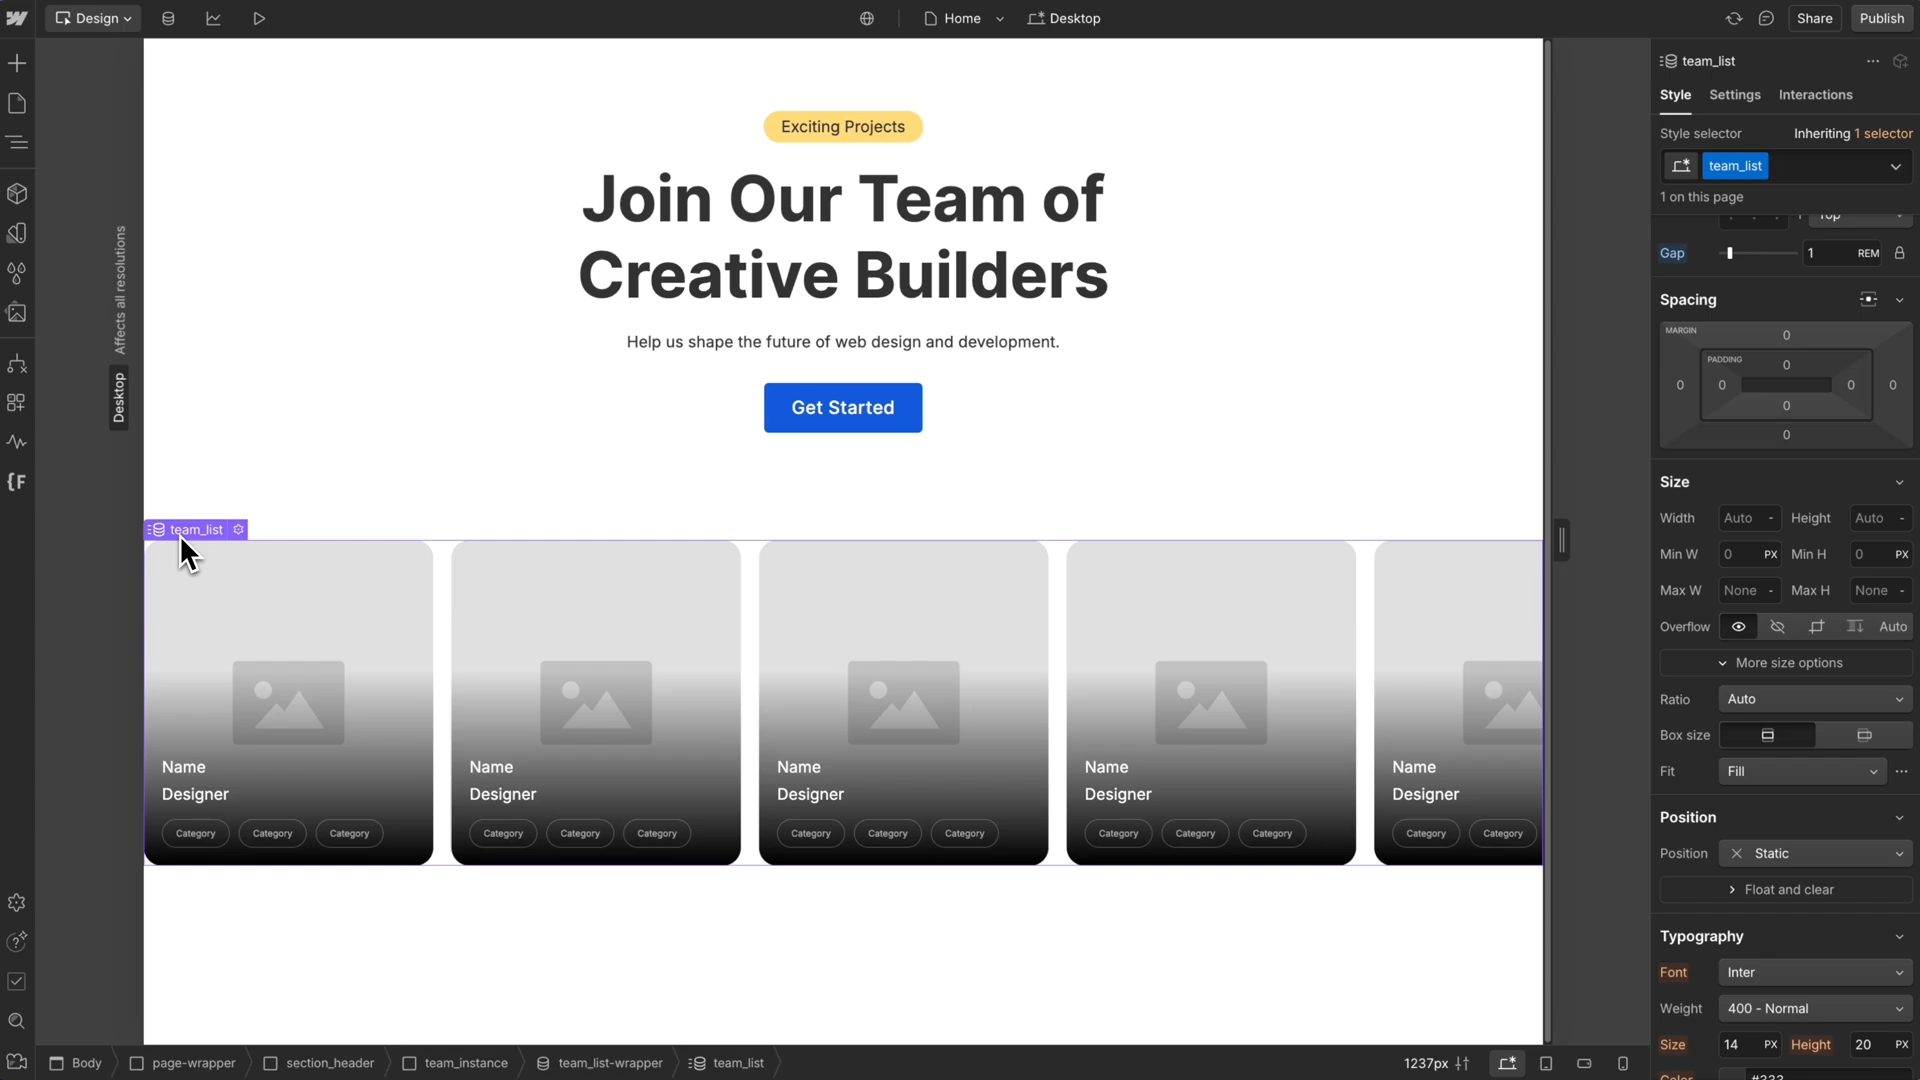 Design
Home
Desktop
Share
Publish
Affects all resolutions
Desktop
Exciting Projects
Join Our Team of
Creative Builders
Help us shape the future of web design and development.
Get Started
team_list
Name
Designer
Category Category Category
Name
Designer
Category Category Category
Name
Designer
Category Category Category
Name
Designer
Category Category Category
Name
Designer
Category Category
team_list
Style Settings Interactions
Style selector Inheriting 1 selector
team_list
1 on this page
Top
Gap 1 REM
Spacing
MARGIN
0
PADDING
0
0 0 0 0
0
0
Size
Width Auto - Height Auto -
Min W 0 PX Min H 0 PX
Max W None - Max H None -
Overflow Auto
More size options
Ratio Auto
Box size
Fit Fill
Position
Position Static
Float and clear
Typography
Font Inter
Weight 400 - Normal
Size 14 PX Height 20 PX
Color #333
Body page-wrapper section_header team_instance team_list-wrapper team_list
1237px